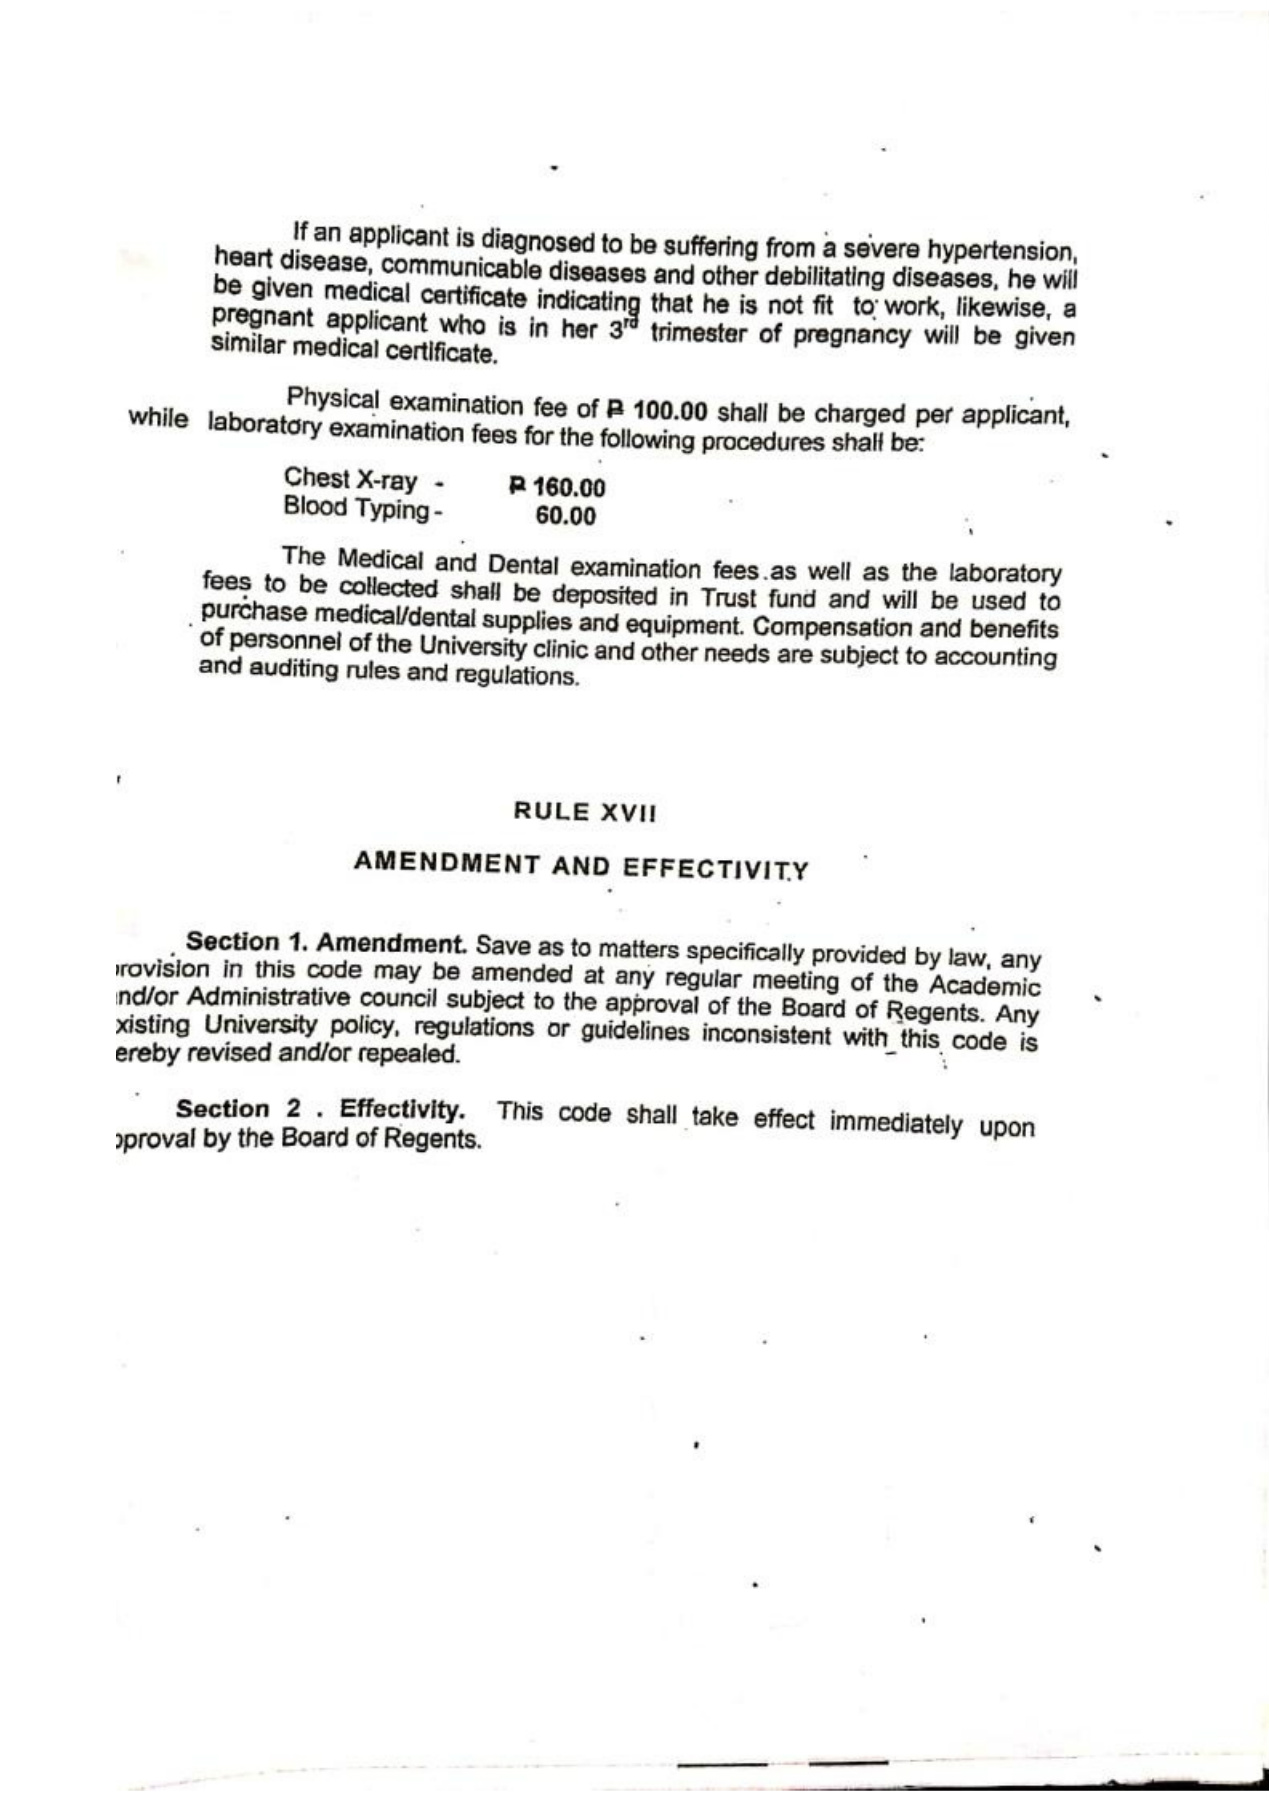 If an applicant is diagnosed to be suffering from a severe hypertension,
heart disease, communicable diseases and other debilitating diseases, he will
be given medical certificate indicating that he is not fit to work, likewise, a
pregnant applicant who is in her 3rd trimester of pregnancy will be given
similar medical certificate.
Physical examination fee of ₱ 100.00 shall be charged per applicant,
while laboratory examination fees for the following procedures shall be:
Chest X-ray - ₱ 160.00
Blood Typing - 60.00
The Medical and Dental examination fees as well as the laboratory
fees to be collected shall be deposited in Trust fund and will be used to
purchase medical/dental supplies and equipment. Compensation and benefits
of personnel of the University clinic and other needs are subject to accounting
and auditing rules and regulations.
RULE XVII
AMENDMENT AND EFFECTIVITY
Section 1. Amendment. Save as to matters specifically provided by law, any
rovision in this code may be amended at any regular meeting of the Academic
nd/or Administrative council subject to the approval of the Board of Regents. Any
xisting University policy, regulations or guidelines inconsistent with this code is
ereby revised and/or repealed.
Section 2 . Effectivity. This code shall take effect immediately upon
pproval by the Board of Regents.